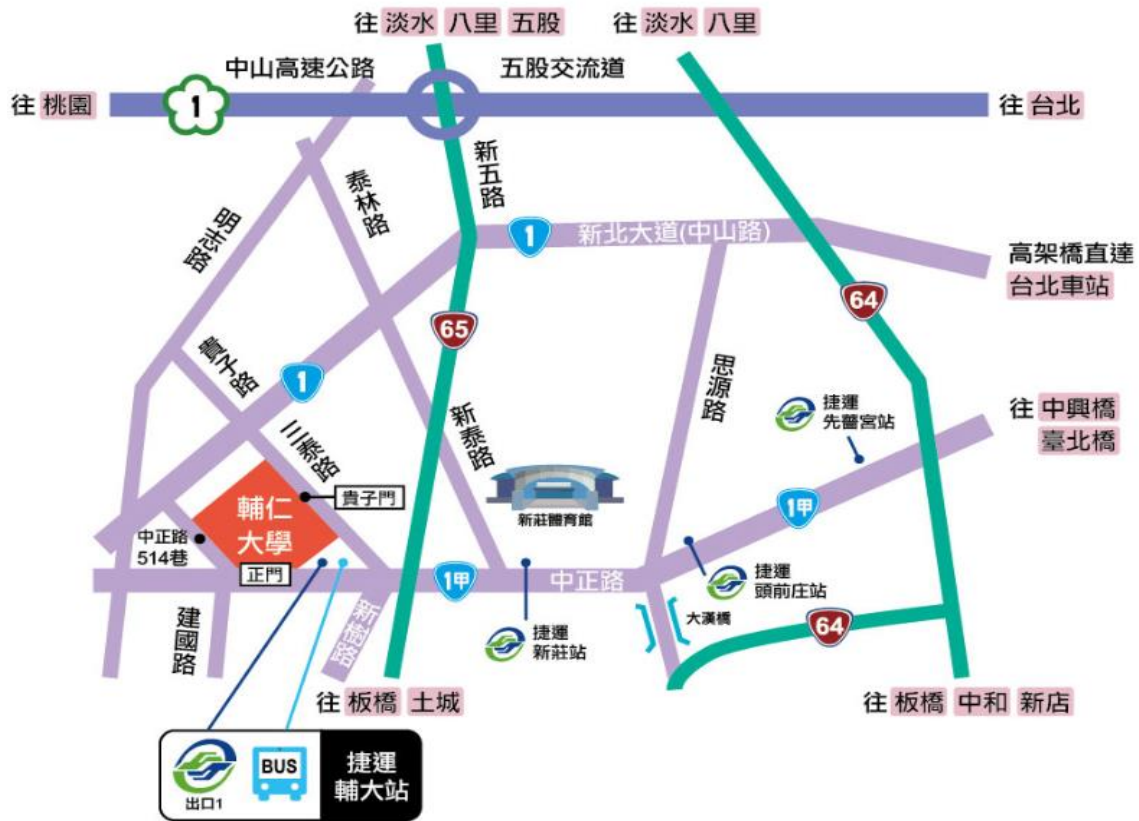 往 淡水 八里 五股
往 淡水 八里
中山高速公路
五股交流道
往 桃園
1
往 台北
新五路
泰林路
明志路
1
新北大道(中山路)
高架橋直達
台北車站
65
64
貴子路
1
思源路
新泰路
三泰路
捷運
先嗇宮站
往 中興橋
臺北橋
輔仁
大學
貴子門
新莊體育館
1甲
中正路
514巷
正門
1甲
中正路
捷運
頭前庄站
大漢橋
建國路
新樹路
捷運
新莊站
64
往 板橋 土城
往 板橋 中和 新店
出口1
BUS
捷運
輔大站